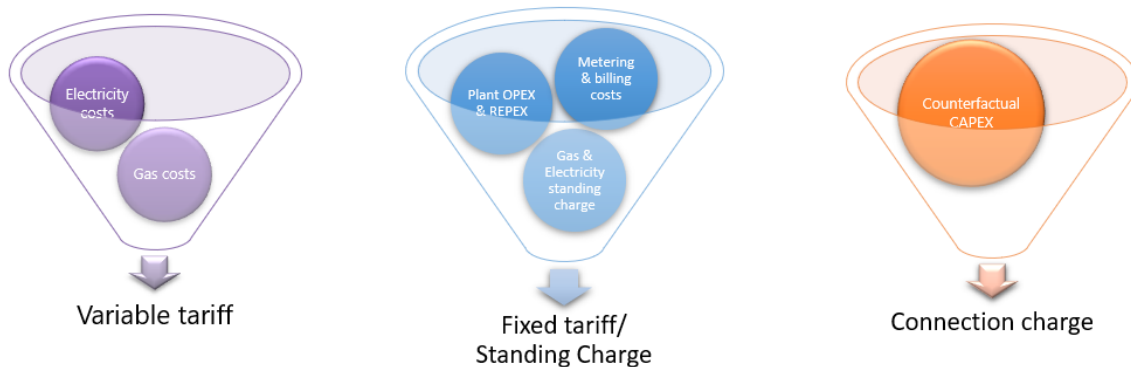 Electricity
costs
Gas costs
Variable tariff
Plant OPEX
& REPEX
Metering
& billing
costs
Gas &
Electricity
standing
charge
Fixed tariff/
Standing Charge
Counterfactual
CAPEX
Connection charge